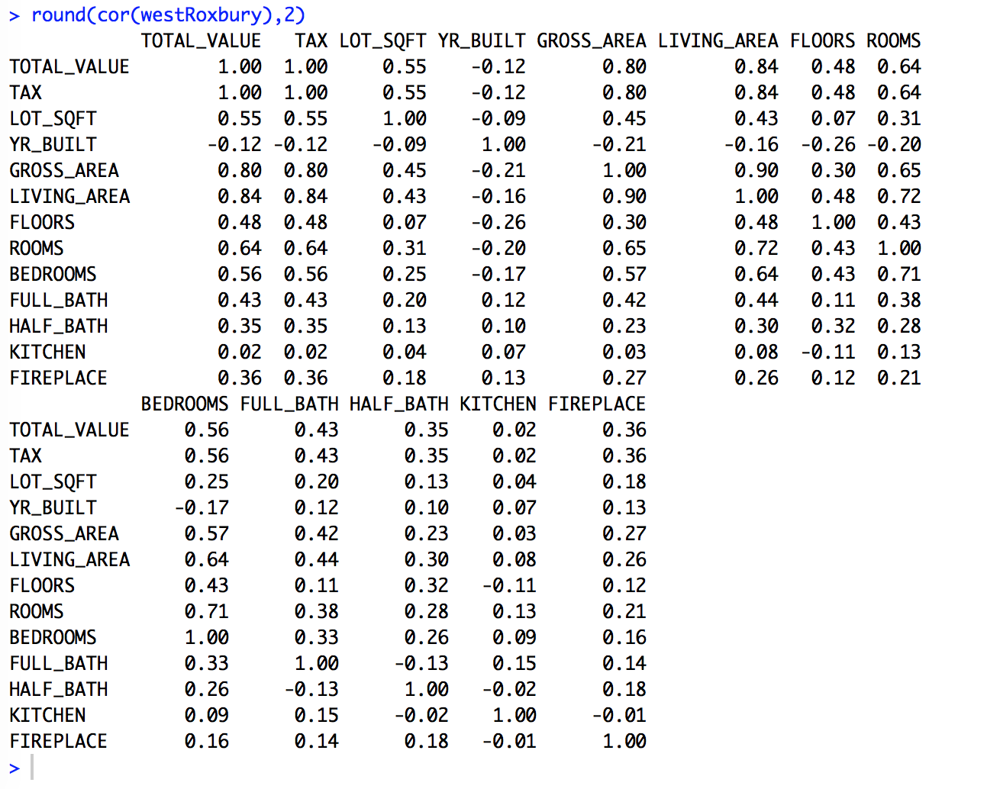 > round(cor(westRoxbury),2)
TOTAL_VALUE TAX LOT_SQFT YR_BUILT GROSS_AREA LIVING_AREA FLOORS ROOMS
TOTAL_VALUE 1.00 1.00 0.55 -0.12 0.80 0.84 0.48 0.64
TAX 1.00 1.00 0.55 -0.12 0.80 0.84 0.48 0.64
LOT_SQFT 0.55 0.55 1.00 -0.09 0.45 0.43 0.07 0.31
YR_BUILT -0.12 -0.12 -0.09 1.00 -0.21 -0.16 -0.26 -0.20
GROSS_AREA 0.80 0.80 0.45 -0.21 1.00 0.90 0.30 0.65
LIVING_AREA 0.84 0.84 0.43 -0.16 0.90 1.00 0.48 0.72
FLOORS 0.48 0.48 0.07 -0.26 0.30 0.48 1.00 0.43
ROOMS 0.64 0.64 0.31 -0.20 0.65 0.72 0.43 1.00
BEDROOMS 0.56 0.56 0.25 -0.17 0.57 0.64 0.43 0.71
FULL_BATH 0.43 0.43 0.20 0.12 0.42 0.44 0.11 0.38
HALF_BATH 0.35 0.35 0.13 0.10 0.23 0.30 0.32 0.28
KITCHEN 0.02 0.02 0.04 0.07 0.03 0.08 -0.11 0.13
FIREPLACE 0.36 0.36 0.18 0.13 0.27 0.26 0.12 0.21
BEDROOMS FULL_BATH HALF_BATH KITCHEN FIREPLACE
TOTAL_VALUE 0.56 0.43 0.35 0.02 0.36
TAX 0.56 0.43 0.35 0.02 0.36
LOT_SQFT 0.25 0.20 0.13 0.04 0.18
YR_BUILT -0.17 0.12 0.10 0.07 0.13
GROSS_AREA 0.57 0.42 0.23 0.03 0.27
LIVING_AREA 0.64 0.44 0.30 0.08 0.26
FLOORS 0.43 0.11 0.32 -0.11 0.12
ROOMS 0.71 0.38 0.28 0.13 0.21
BEDROOMS 1.00 0.33 0.26 0.09 0.16
FULL_BATH 0.33 1.00 -0.13 0.15 0.14
HALF_BATH 0.26 -0.13 1.00 -0.02 0.18
KITCHEN 0.09 0.15 -0.02 1.00 -0.01
FIREPLACE 0.16 0.14 0.18 -0.01 1.00
>